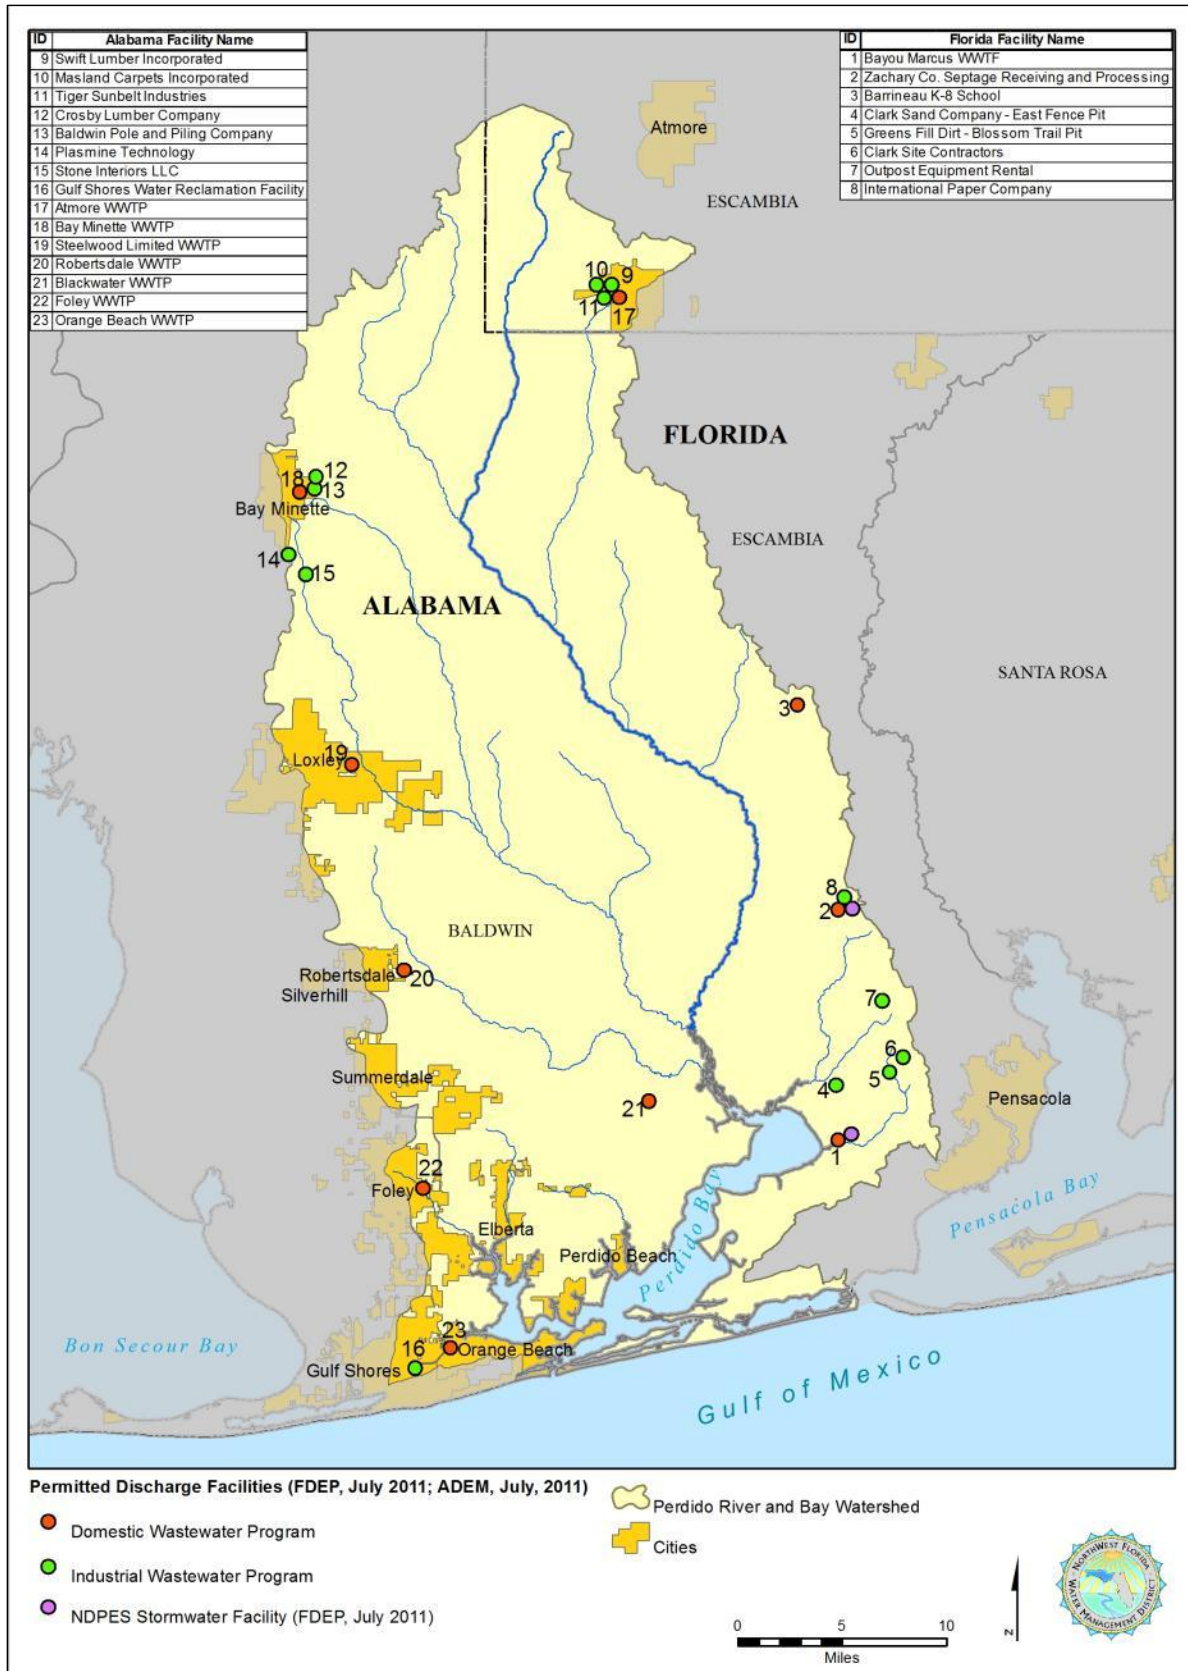 ID Alabama Facility Name
9 Swift Lumber Incorporated
10 Masland Carpets Incorporated
11 Tiger Sunbelt Industries
12 Crosby Lumber Company
13 Baldwin Pole and Piling Company
14 Plasmine Technology
15 Stone Interiors LLC
16 Gulf Shores Water Reclamation Facility
17 Atmore WWTP
18 Bay Minette WWTP
19 Steelwood Limited WWTP
20 Robertsdale WWTP
21 Blackwater WWTP
22 Foley WWTP
23 Orange Beach WWTP
ID Florida Facility Name
1 Bayou Marcus WWTF
2 Zachary Co. Septage Receiving and Processing
3 Barrineau K-8 School
4 Clark Sand Company - East Fence Pit
5 Greens Fill Dirt - Blossom Trail Pit
6 Clark Site Contractors
7 Outpost Equipment Rental
8 International Paper Company
Atmore
ESCAMBIA
10 9
11 17
FLORIDA
12
18 13
Bay Minette
ESCAMBIA
14
15
ALABAMA
SANTA ROSA
3
19
Loxley
8
2
BALDWIN
Robertsdale 20
Silverhill
7
6
Summerdale
5
4
Pensacola
21
1
22
Foley
Elberta
Perdido Beach
Perdido Bay
Pensacola Bay
23
16 Orange Beach
Bon Secour Bay
Gulf Shores
Gulf of Mexico
Permitted Discharge Facilities (FDEP, July 2011; ADEM, July, 2011)
Domestic Wastewater Program
Industrial Wastewater Program
NDPES Stormwater Facility (FDEP, July 2011)
Perdido River and Bay Watershed
Cities
N
0 5 10
Miles
NORTHWEST FLORIDA
WATER MANAGEMENT DISTRICT